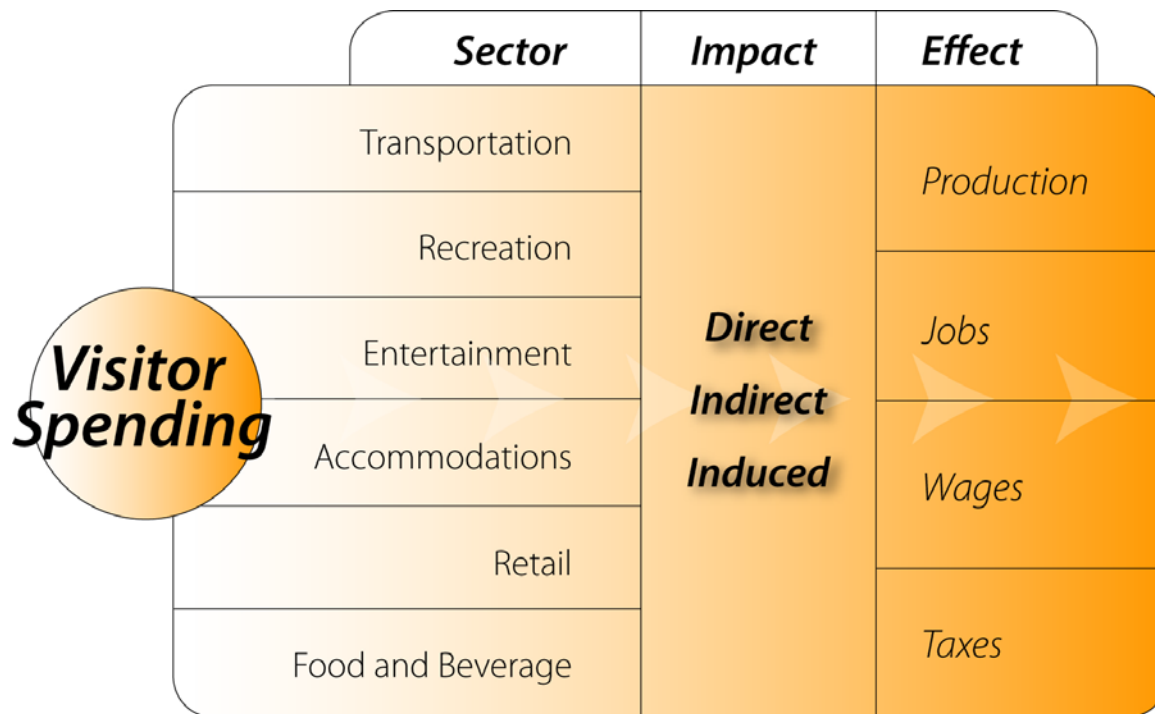 Sector
Impact
Effect
Visitor
Spending
Transportation
Recreation
Entertainment
Accommodations
Retail
Food and Beverage
Direct
Indirect
Induced
Production
Jobs
Wages
Taxes